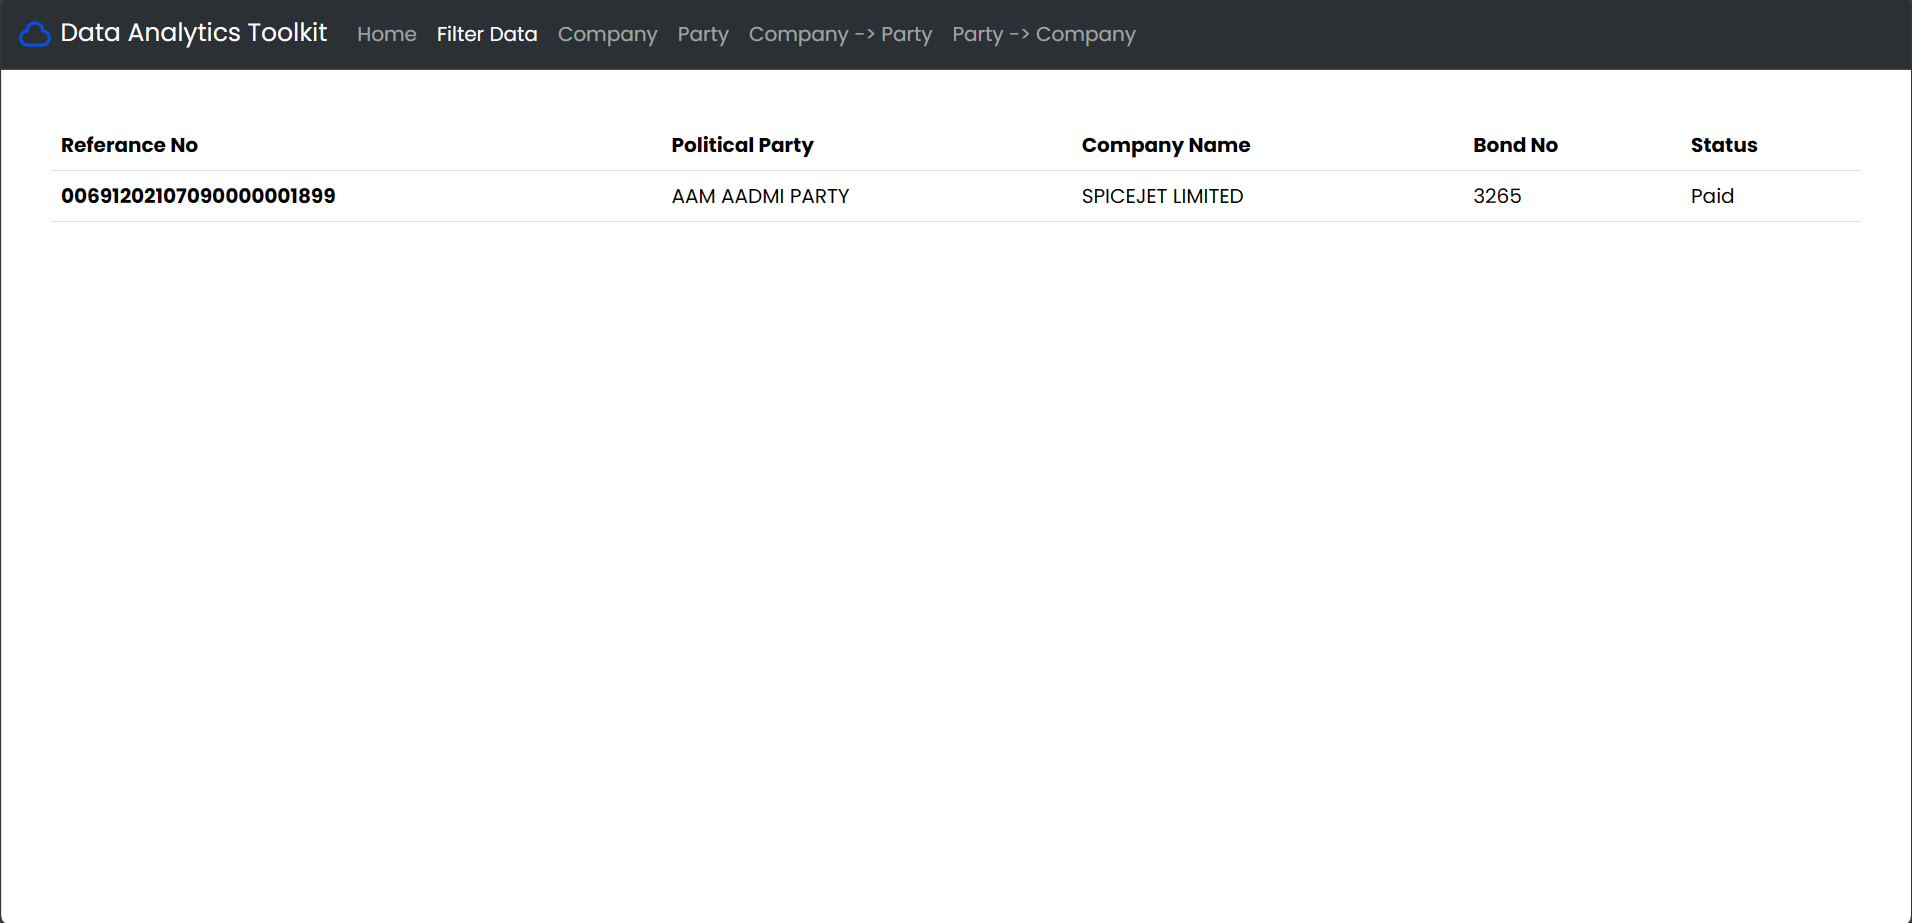 Data Analytics Toolkit Home Filter Data Company Party Company -> Party Party -> Company
Referance No Political Party Company Name Bond No Status
00691202107090000001899 AAM AADMI PARTY SPICEJET LIMITED 3265 Paid